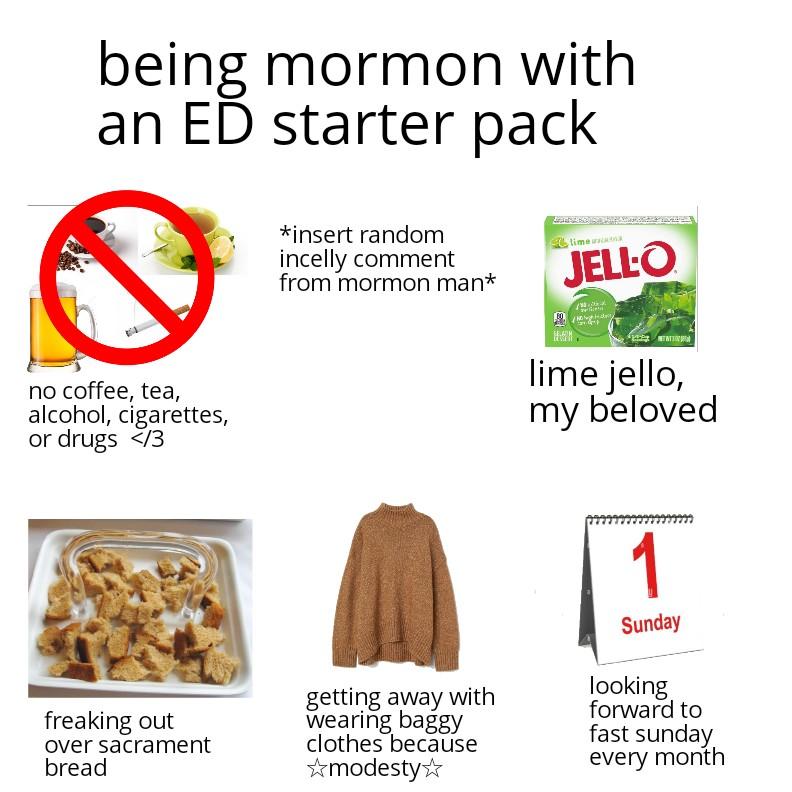 being mormon with
an ED starter pack
*insert random
incelly comment
from mormon man*
lime
JELL-O
lime jello,
my beloved
no coffee, tea,
alcohol, cigarettes,
or drugs </3
1
Sunday
freaking out
over sacrament
bread
getting away with
wearing baggy
clothes because
☆modesty☆
looking
forward to
fast sunday
every month